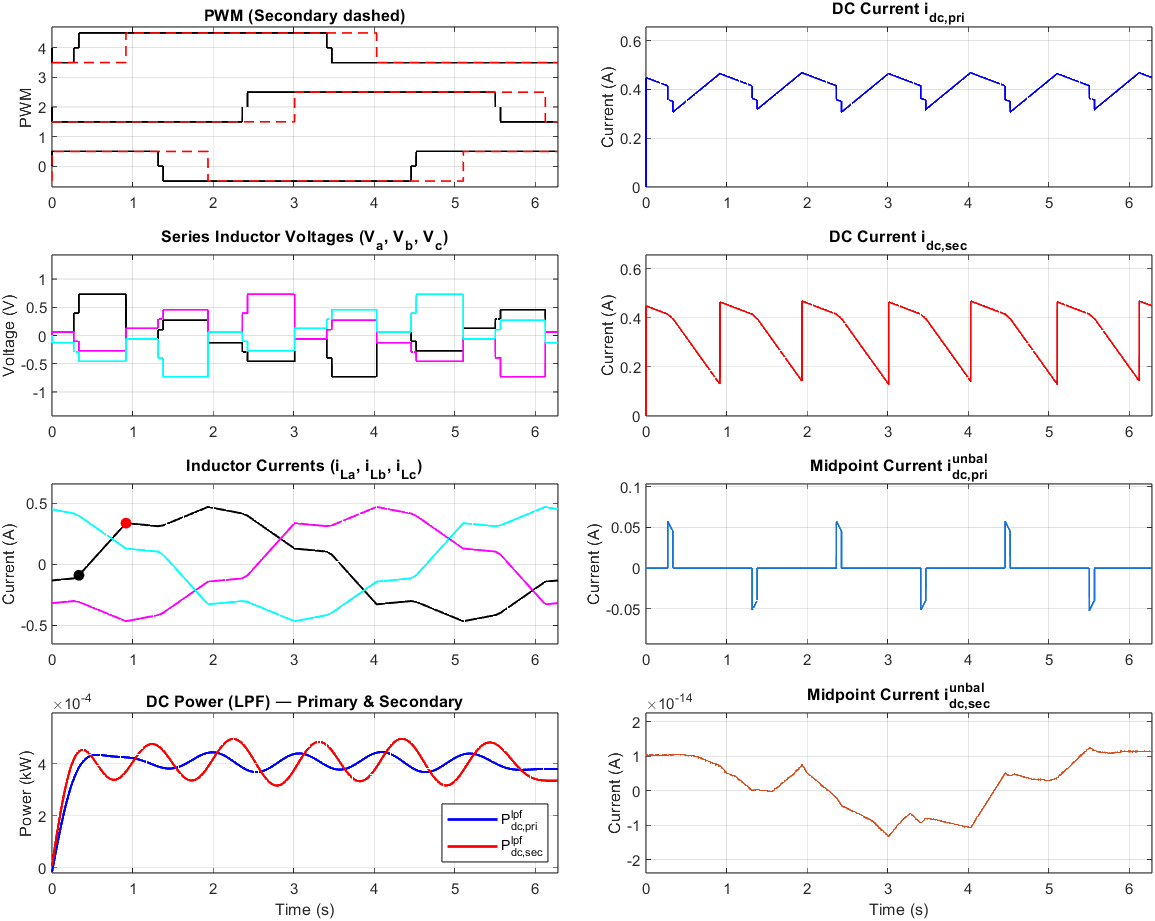 PWM (Secondary dashed)
PWM
4
3
2
1
0
0 1 2 3 4 5 6
DC Current i_dc,pri
Current (A)
0.6
0.4
0.2
0
0 1 2 3 4 5 6
Series Inductor Voltages (V_a, V_b, V_c)
Voltage (V)
1
0.5
0
-0.5
-1
0 1 2 3 4 5 6
DC Current i_dc,sec
Current (A)
0.6
0.4
0.2
0
0 1 2 3 4 5 6
Inductor Currents (i_La, i_Lb, i_Lc)
Current (A)
0.5
0
-0.5
0 1 2 3 4 5 6
Midpoint Current i_dc,pri^unbal
Current (A)
0.1
0.05
0
-0.05
0 1 2 3 4 5 6
DC Power (LPF) — Primary & Secondary
×10^-4
Power (kW)
4
2
0
P_dc,pri^lpf
P_dc,sec^lpf
0 1 2 3 4 5 6
Time (s)
Midpoint Current i_dc,sec^unbal
×10^-14
Current (A)
2
1
0
-1
-2
0 1 2 3 4 5 6
Time (s)